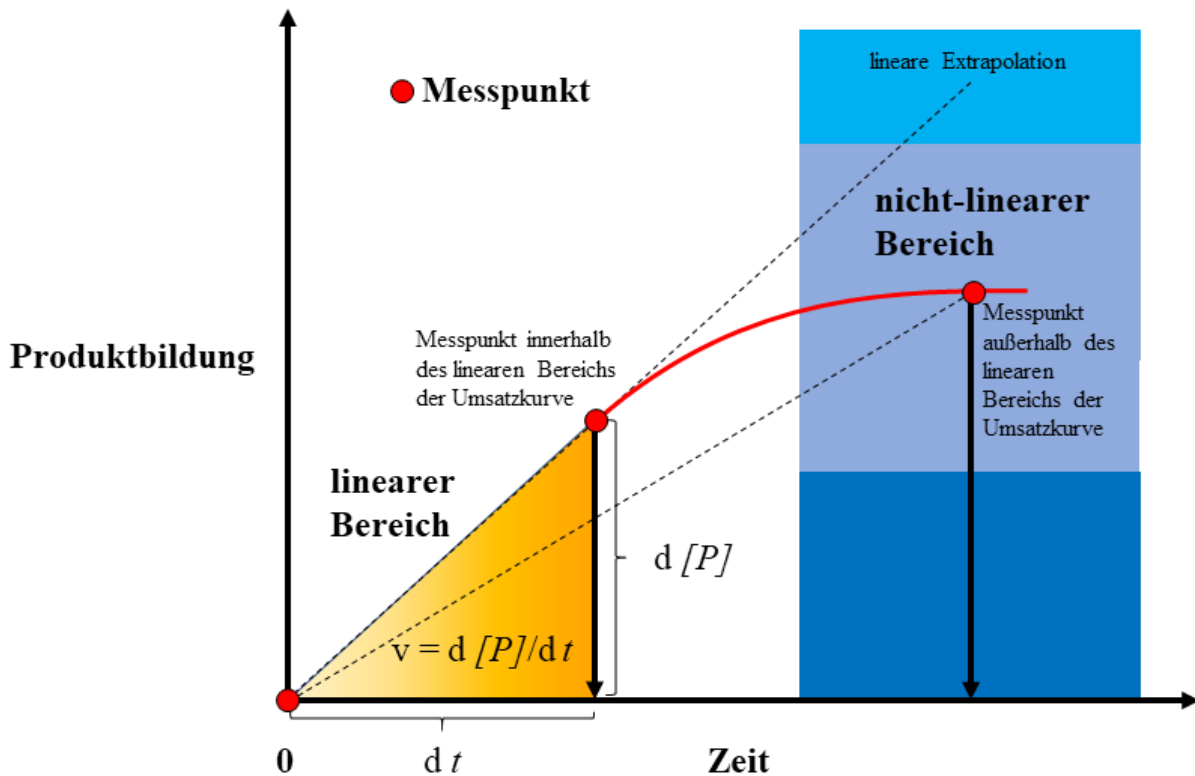 lineare Extrapolation
Messpunkt
nicht-linearer
Bereich
Messpunkt
außerhalb des
linearen
Bereichs der
Umsatzkurve
Messpunkt innerhalb
des linearen Bereichs
der Umsatzkurve
Produktbildung
linearer
Bereich
d [P]
v = d [P]/d t
0
d t
Zeit